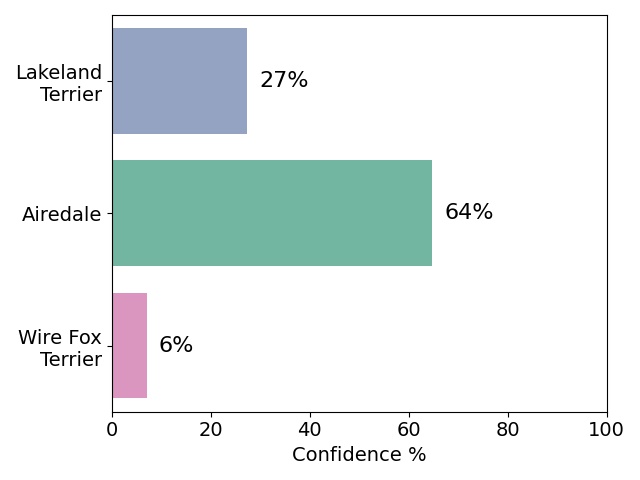 Lakeland
Terrier
27%
Airedale
64%
Wire Fox
Terrier
6%
0 20 40 60 80 100
Confidence %